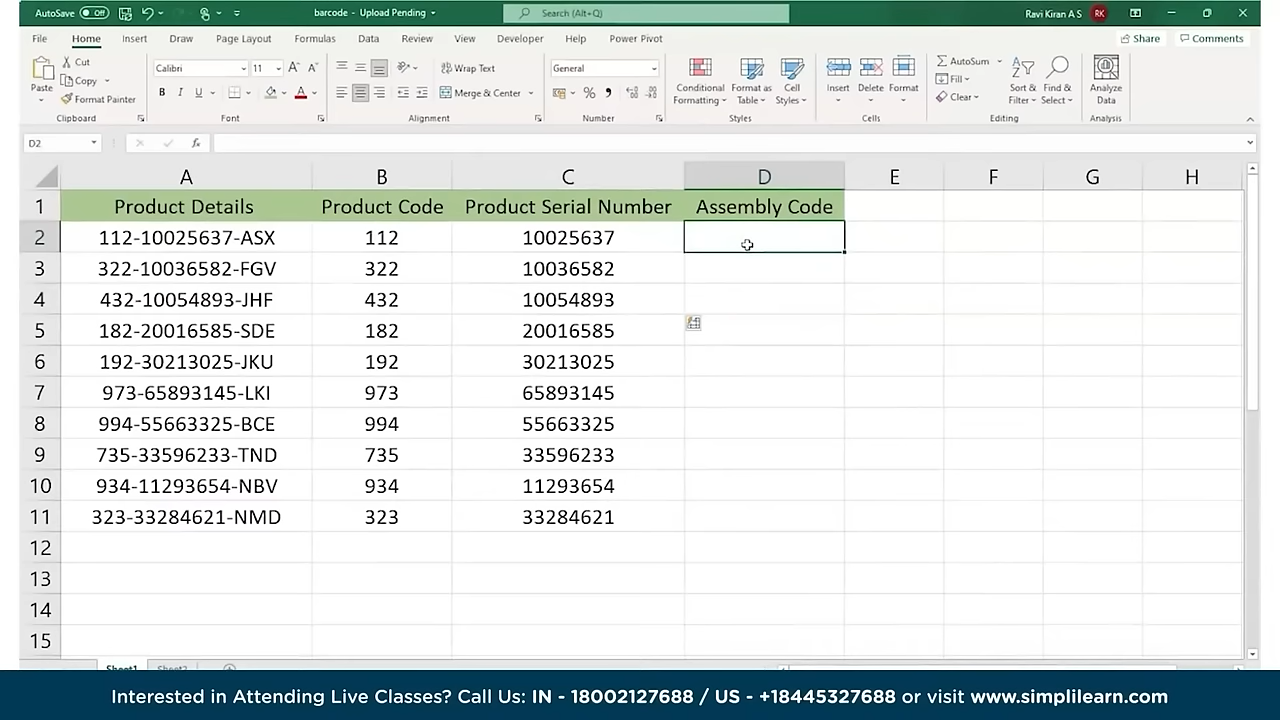 AutoSave Off barcode - Upload Pending Search (Alt+Q) Ravi Kiran A S RK
File Home Insert Draw Page Layout Formulas Data Review View Developer Help Power Pivot Share Comments
Paste Cut Copy Format Painter Clipboard
Calibri 11 B I U A A A Font
Wrap Text Merge & Center Alignment
General % Number
Conditional Formatting Format as Table Cell Styles Styles
Insert Delete Format Cells
AutoSum Fill Clear Sort & Filter Find & Select Editing
Analyze Data Analysis
D2 fx
A B C D E F G H
1 Product Details Product Code Product Serial Number Assembly Code
2 112-10025637-ASX 112 10025637
3 322-10036582-FGV 322 10036582
4 432-10054893-JHF 432 10054893
5 182-20016585-SDE 182 20016585
6 192-30213025-JKU 192 30213025
7 973-65893145-LKI 973 65893145
8 994-55663325-BCE 994 55663325
9 735-33596233-TND 735 33596233
10 934-11293654-NBV 934 11293654
11 323-33284621-NMD 323 33284621
12
13
14
15
Sheet1 Sheet2
Interested in Attending Live Classes? Call Us: IN - 18002127688 / US - +18445327688 or visit www.simplilearn.com